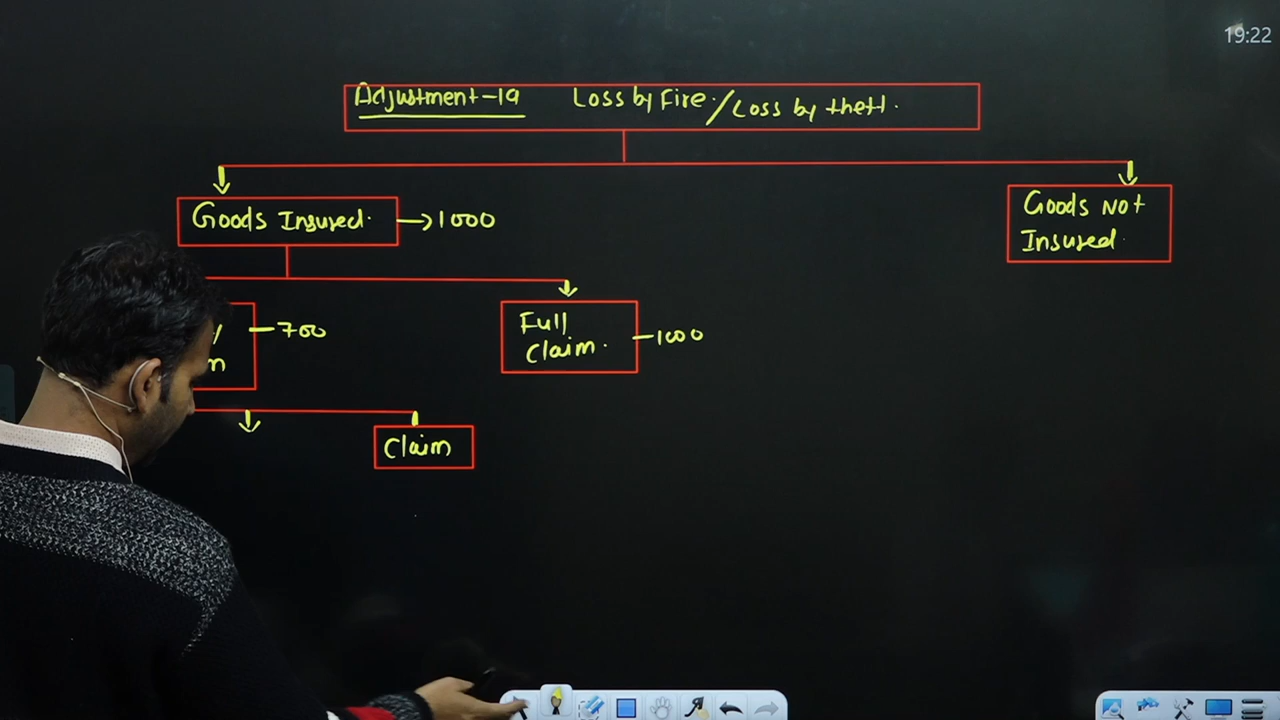 19:22
Adjustment-19 Loss by Fire./Loss by theft.
Goods Insured. →1000
Goods Not
Insured.
-700
Full
Claim. -1000
Claim